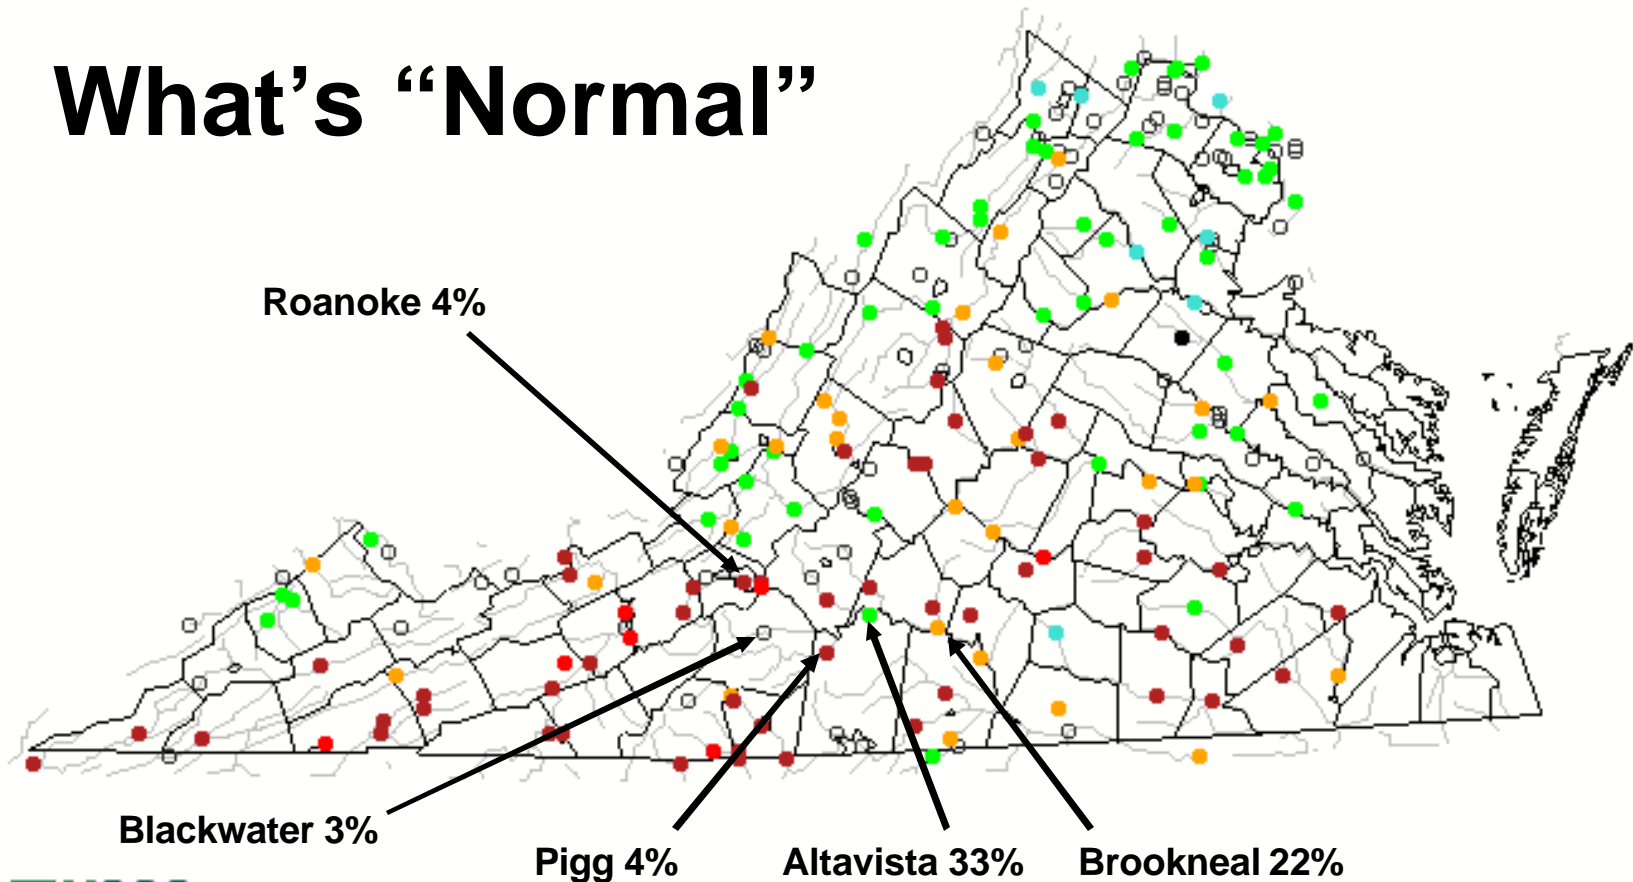 What’s “Normal”
Roanoke 4%
Blackwater 3%
Pigg 4%
Altavista 33%
Brookneal 22%